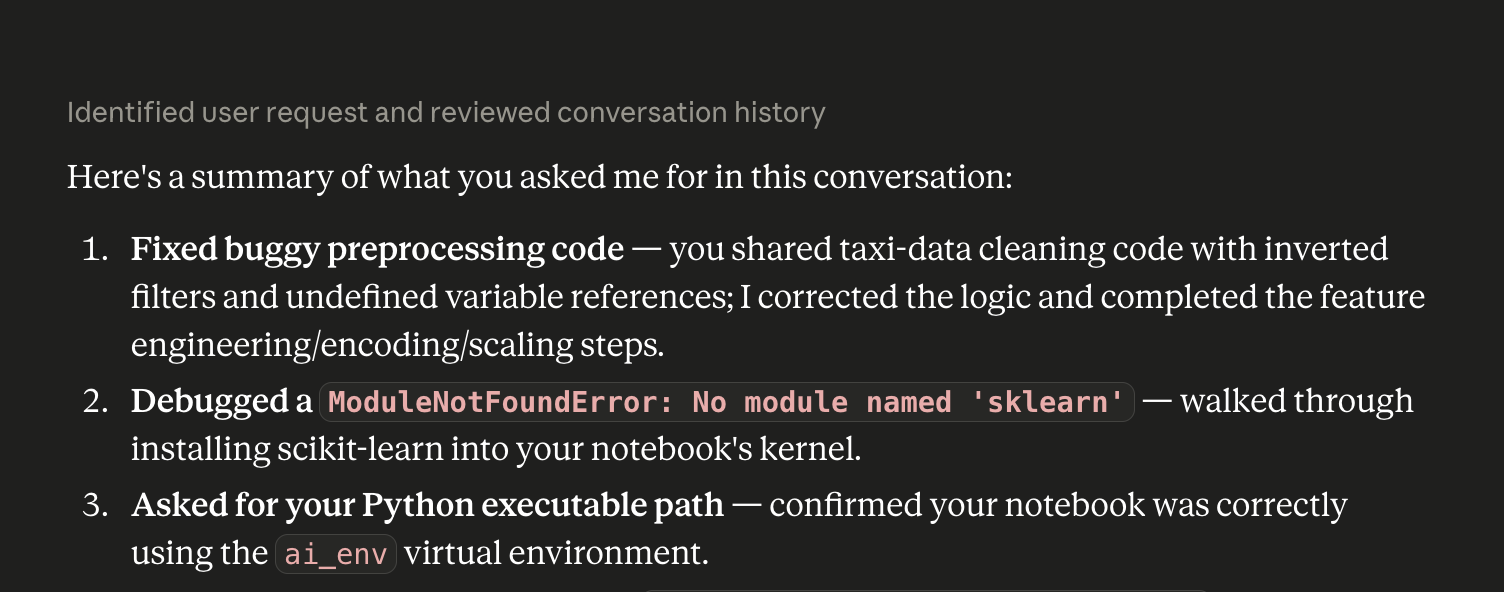 Identified user request and reviewed conversation history
Here's a summary of what you asked me for in this conversation:
1. Fixed buggy preprocessing code — you shared taxi-data cleaning code with inverted
filters and undefined variable references; I corrected the logic and completed the feature
engineering/encoding/scaling steps.
2. Debugged a ModuleNotFoundError: No module named 'sklearn' — walked through
installing scikit-learn into your notebook's kernel.
3. Asked for your Python executable path — confirmed your notebook was correctly
using the ai_env virtual environment.